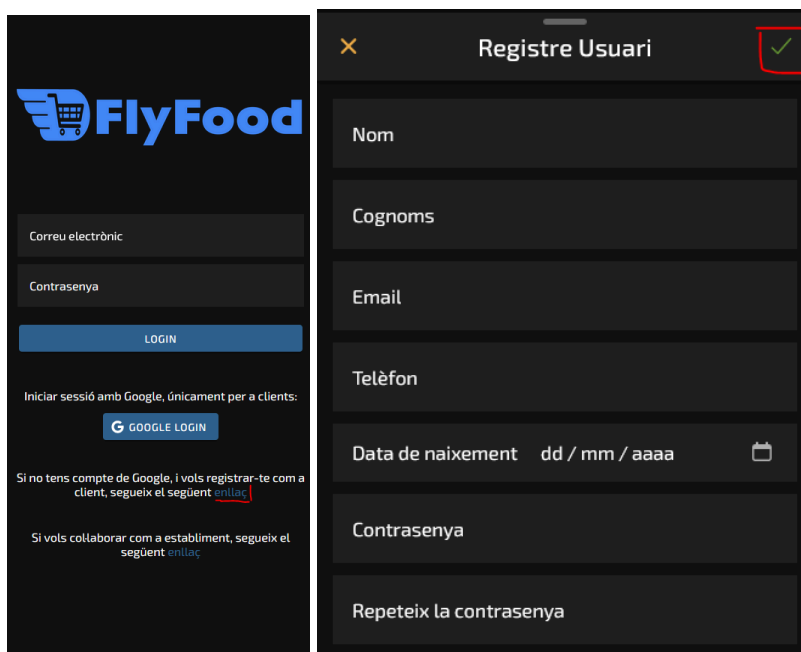 FlyFood
Correu electrònic
Contrasenya
LOGIN
Iniciar sessió amb Google, únicament per a clients:
G GOOGLE LOGIN
Si no tens compte de Google, i vols registrar-te com a
client, segueix el següent enllaç
Si vols col·laborar com a establiment, segueix el
següent enllaç
Registre Usuari
Nom
Cognoms
Email
Telèfon
Data de naixement dd / mm / aaaa
Contrasenya
Repeteix la contrasenya